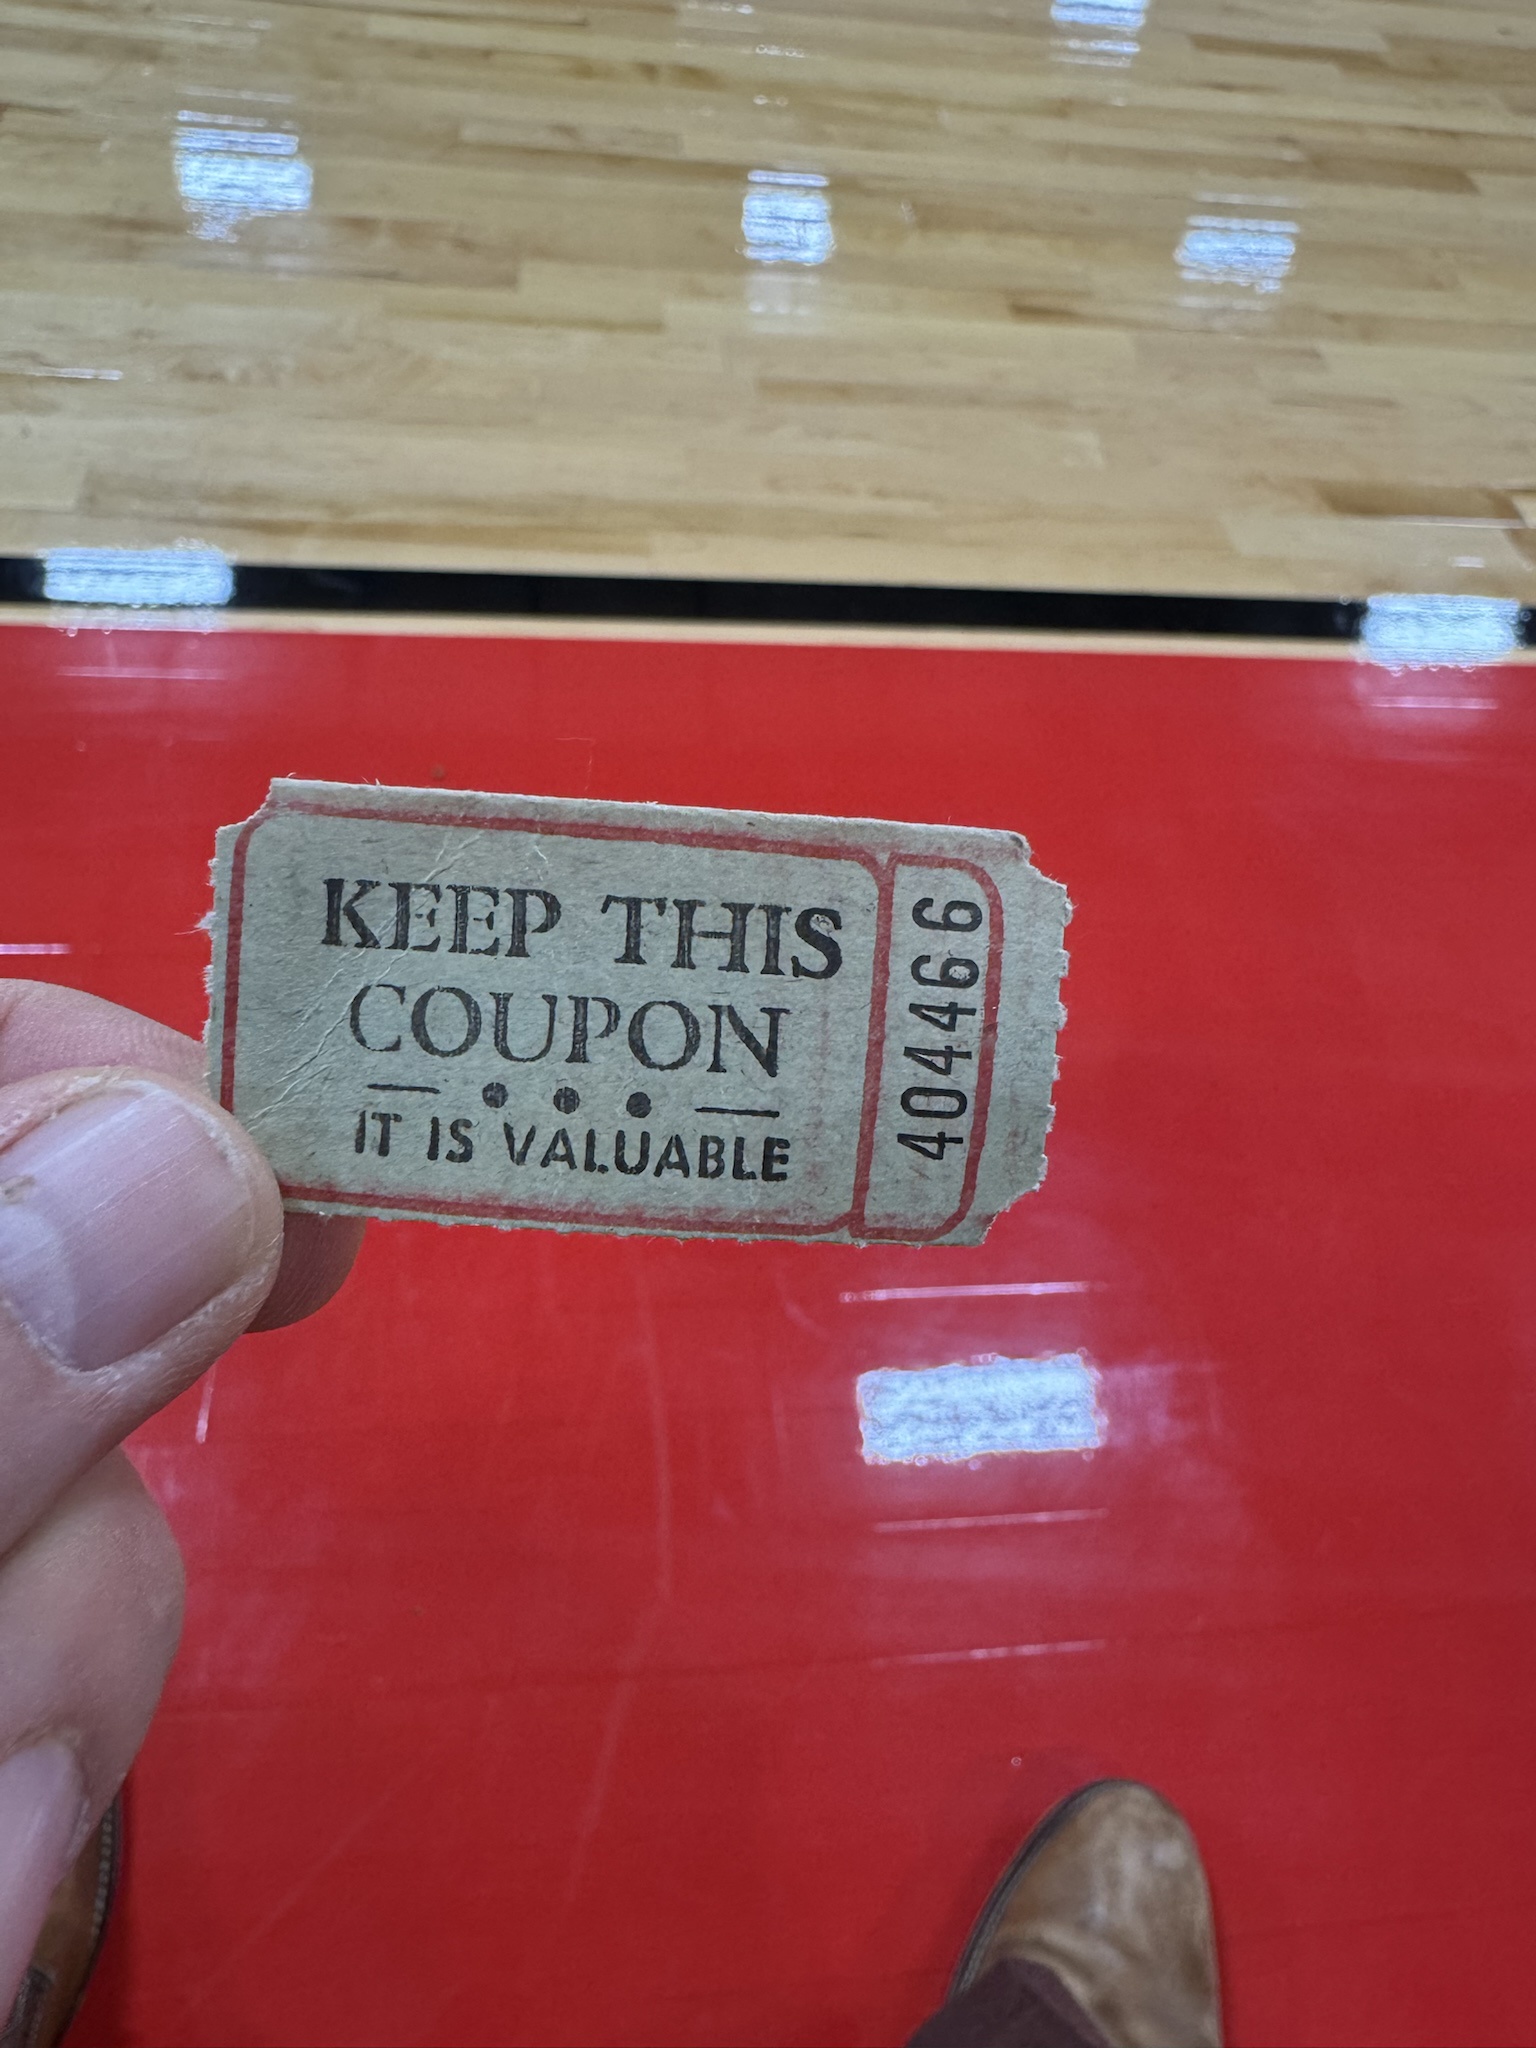 KEEP THIS
COUPON
— • • • —
IT IS VALUABLE
404466